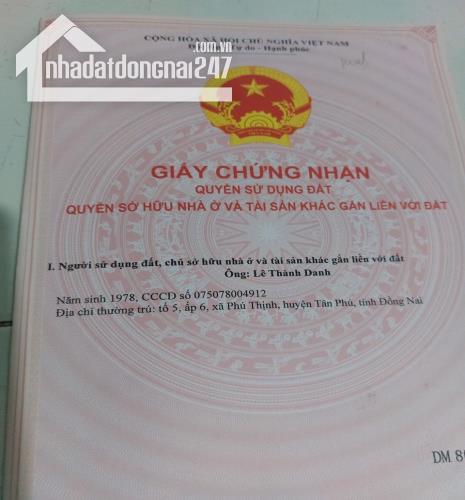 CỘNG HÒA XÃ HỘI CHỦ NGHĨA VIỆT NAM
Tự do - Hạnh phúc
.com.vn
nhadatdongnai247
GIẤY CHỨNG NHẬN
QUYỀN SỬ DỤNG ĐẤT
QUYỀN SỞ HỮU NHÀ Ở VÀ TÀI SẢN KHÁC GẮN LIỀN VỚI ĐẤT
I. Người sử dụng đất, chủ sở hữu nhà ở và tài sản khác gắn liền với đất
Ông: Lê Thành Danh
Năm sinh 1978, CCCD số 075078004912
Địa chỉ thường trú: tổ 5, ấp 6, xã Phú Thịnh, huyện Tân Phú, tỉnh Đồng Nai
DM 8